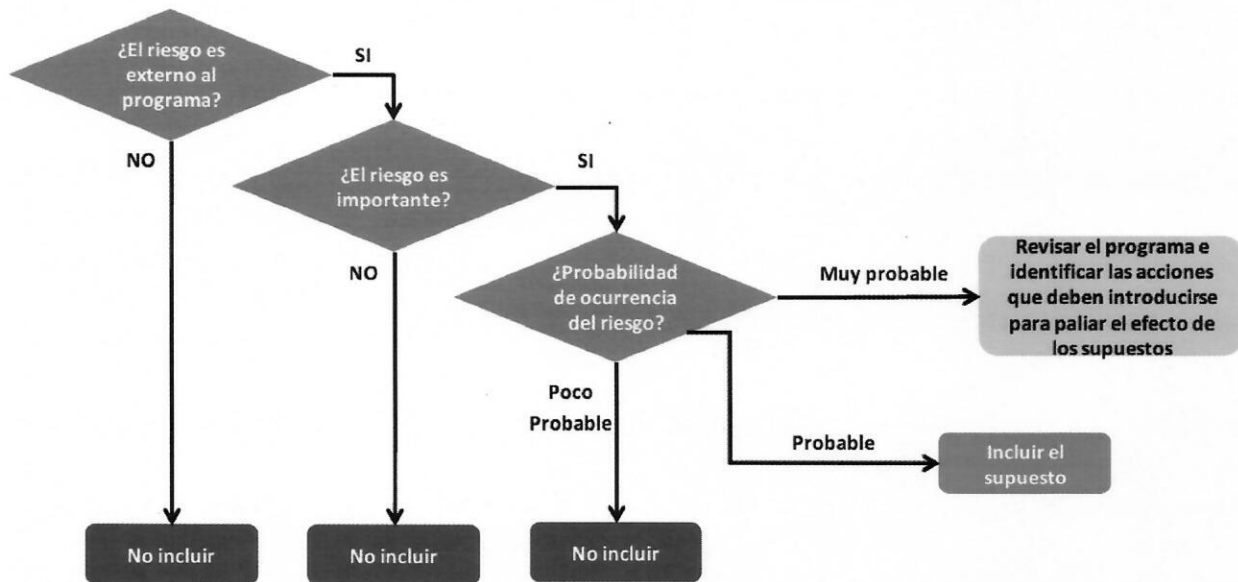 ¿El riesgo es
externo al
programa?
SI
NO
¿El riesgo es
importante?
SI
NO
¿Probabilidad
de ocurrencia
del riesgo?
Muy probable
Revisar el programa e
identificar las acciones
que deben introducirse
para paliar el efecto de
los supuestos
Poco
Probable
Probable
Incluir el
supuesto
No incluir
No incluir
No incluir